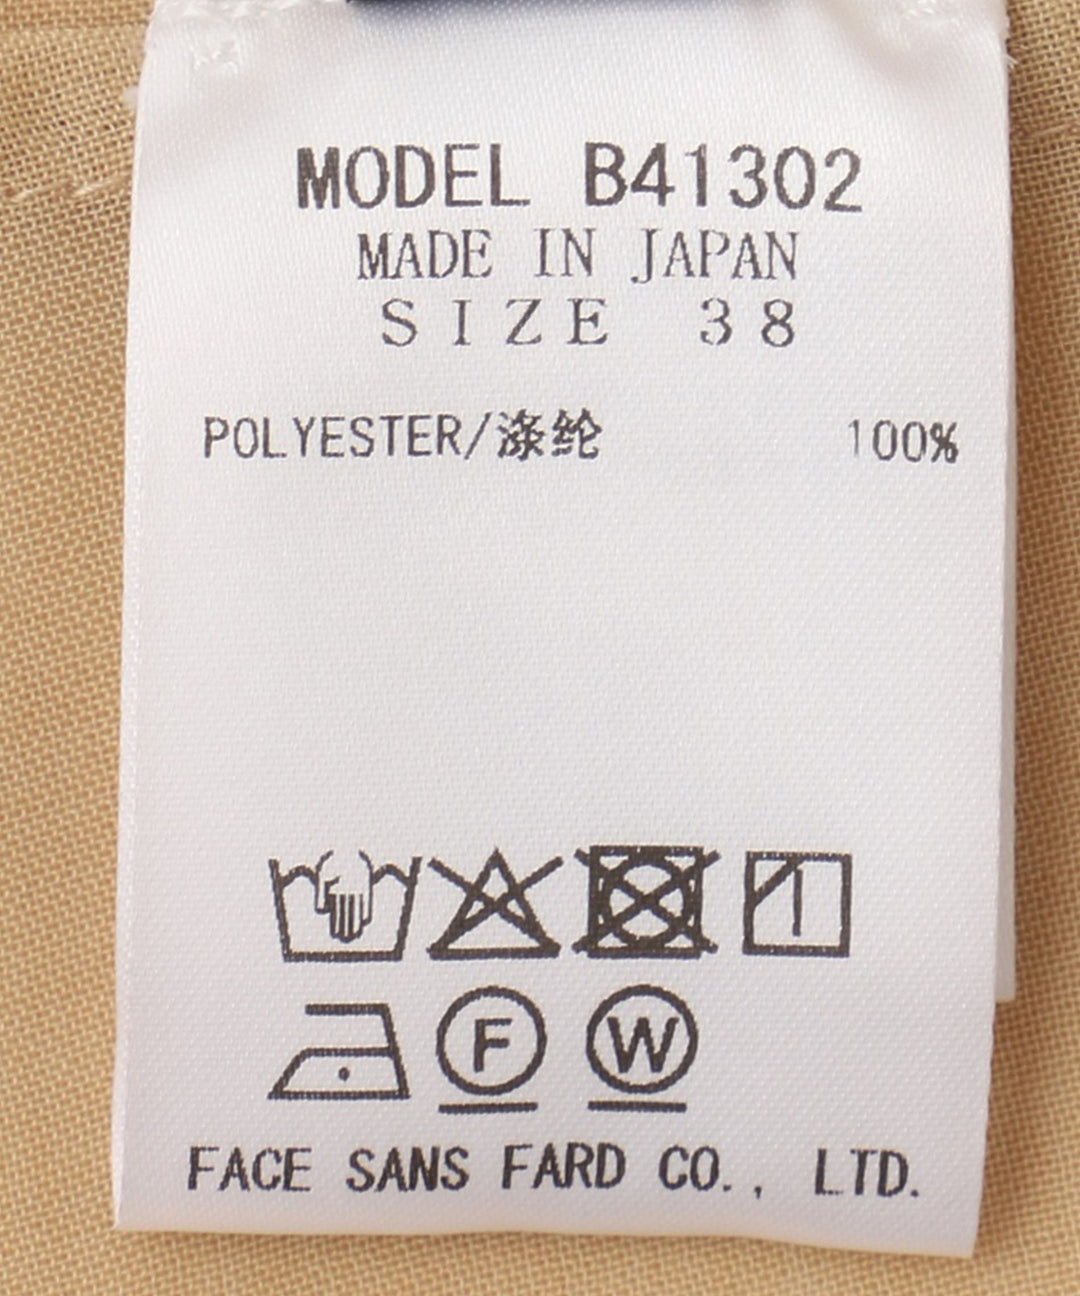 MODEL B41302
MADE IN JAPAN
SIZE 38
POLYESTER/涤纶 100%
F W
FACE SANS FARD CO., LTD.